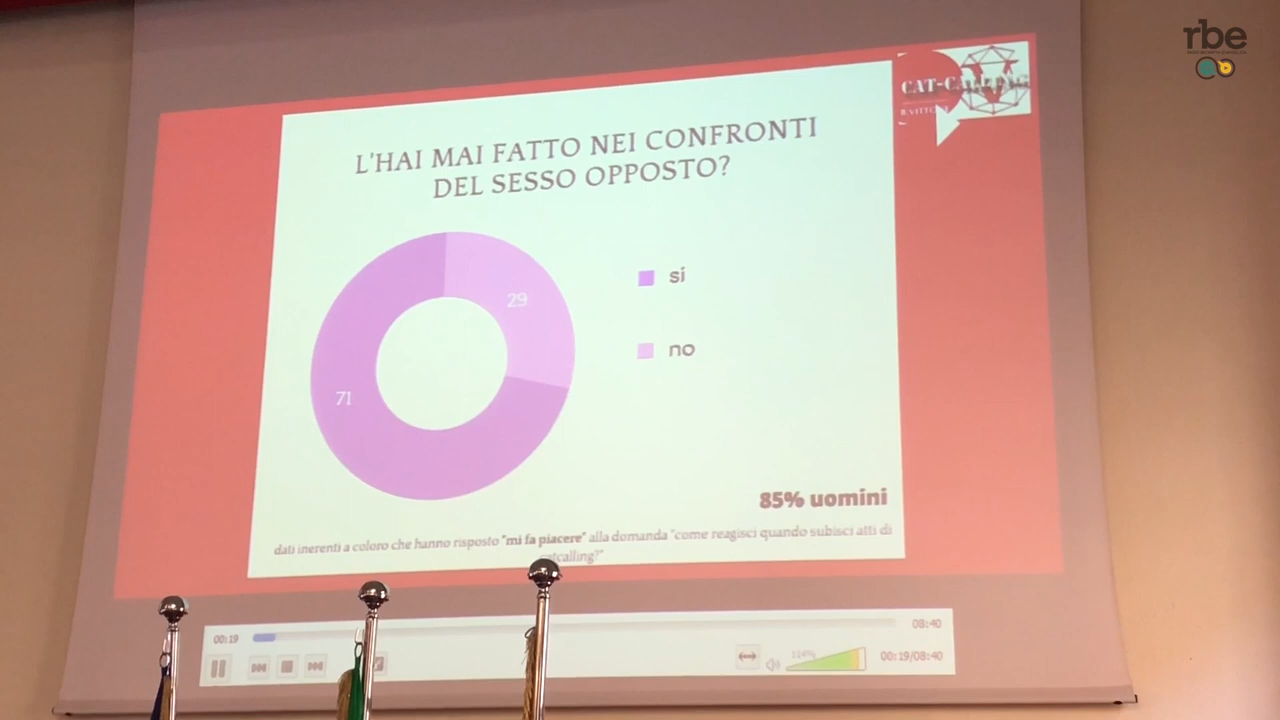 rbe
CAT-CALLING
L'HAI MAI FATTO NEI CONFRONTI
DEL SESSO OPPOSTO?
29
71
sí
no
85% uomini
dati inerenti a coloro che hanno risposto "mi fa piacere" alla domanda "come reagisci quando subisci atti di
catcalling?"
00:19
08:40
114%
00:19/08:40